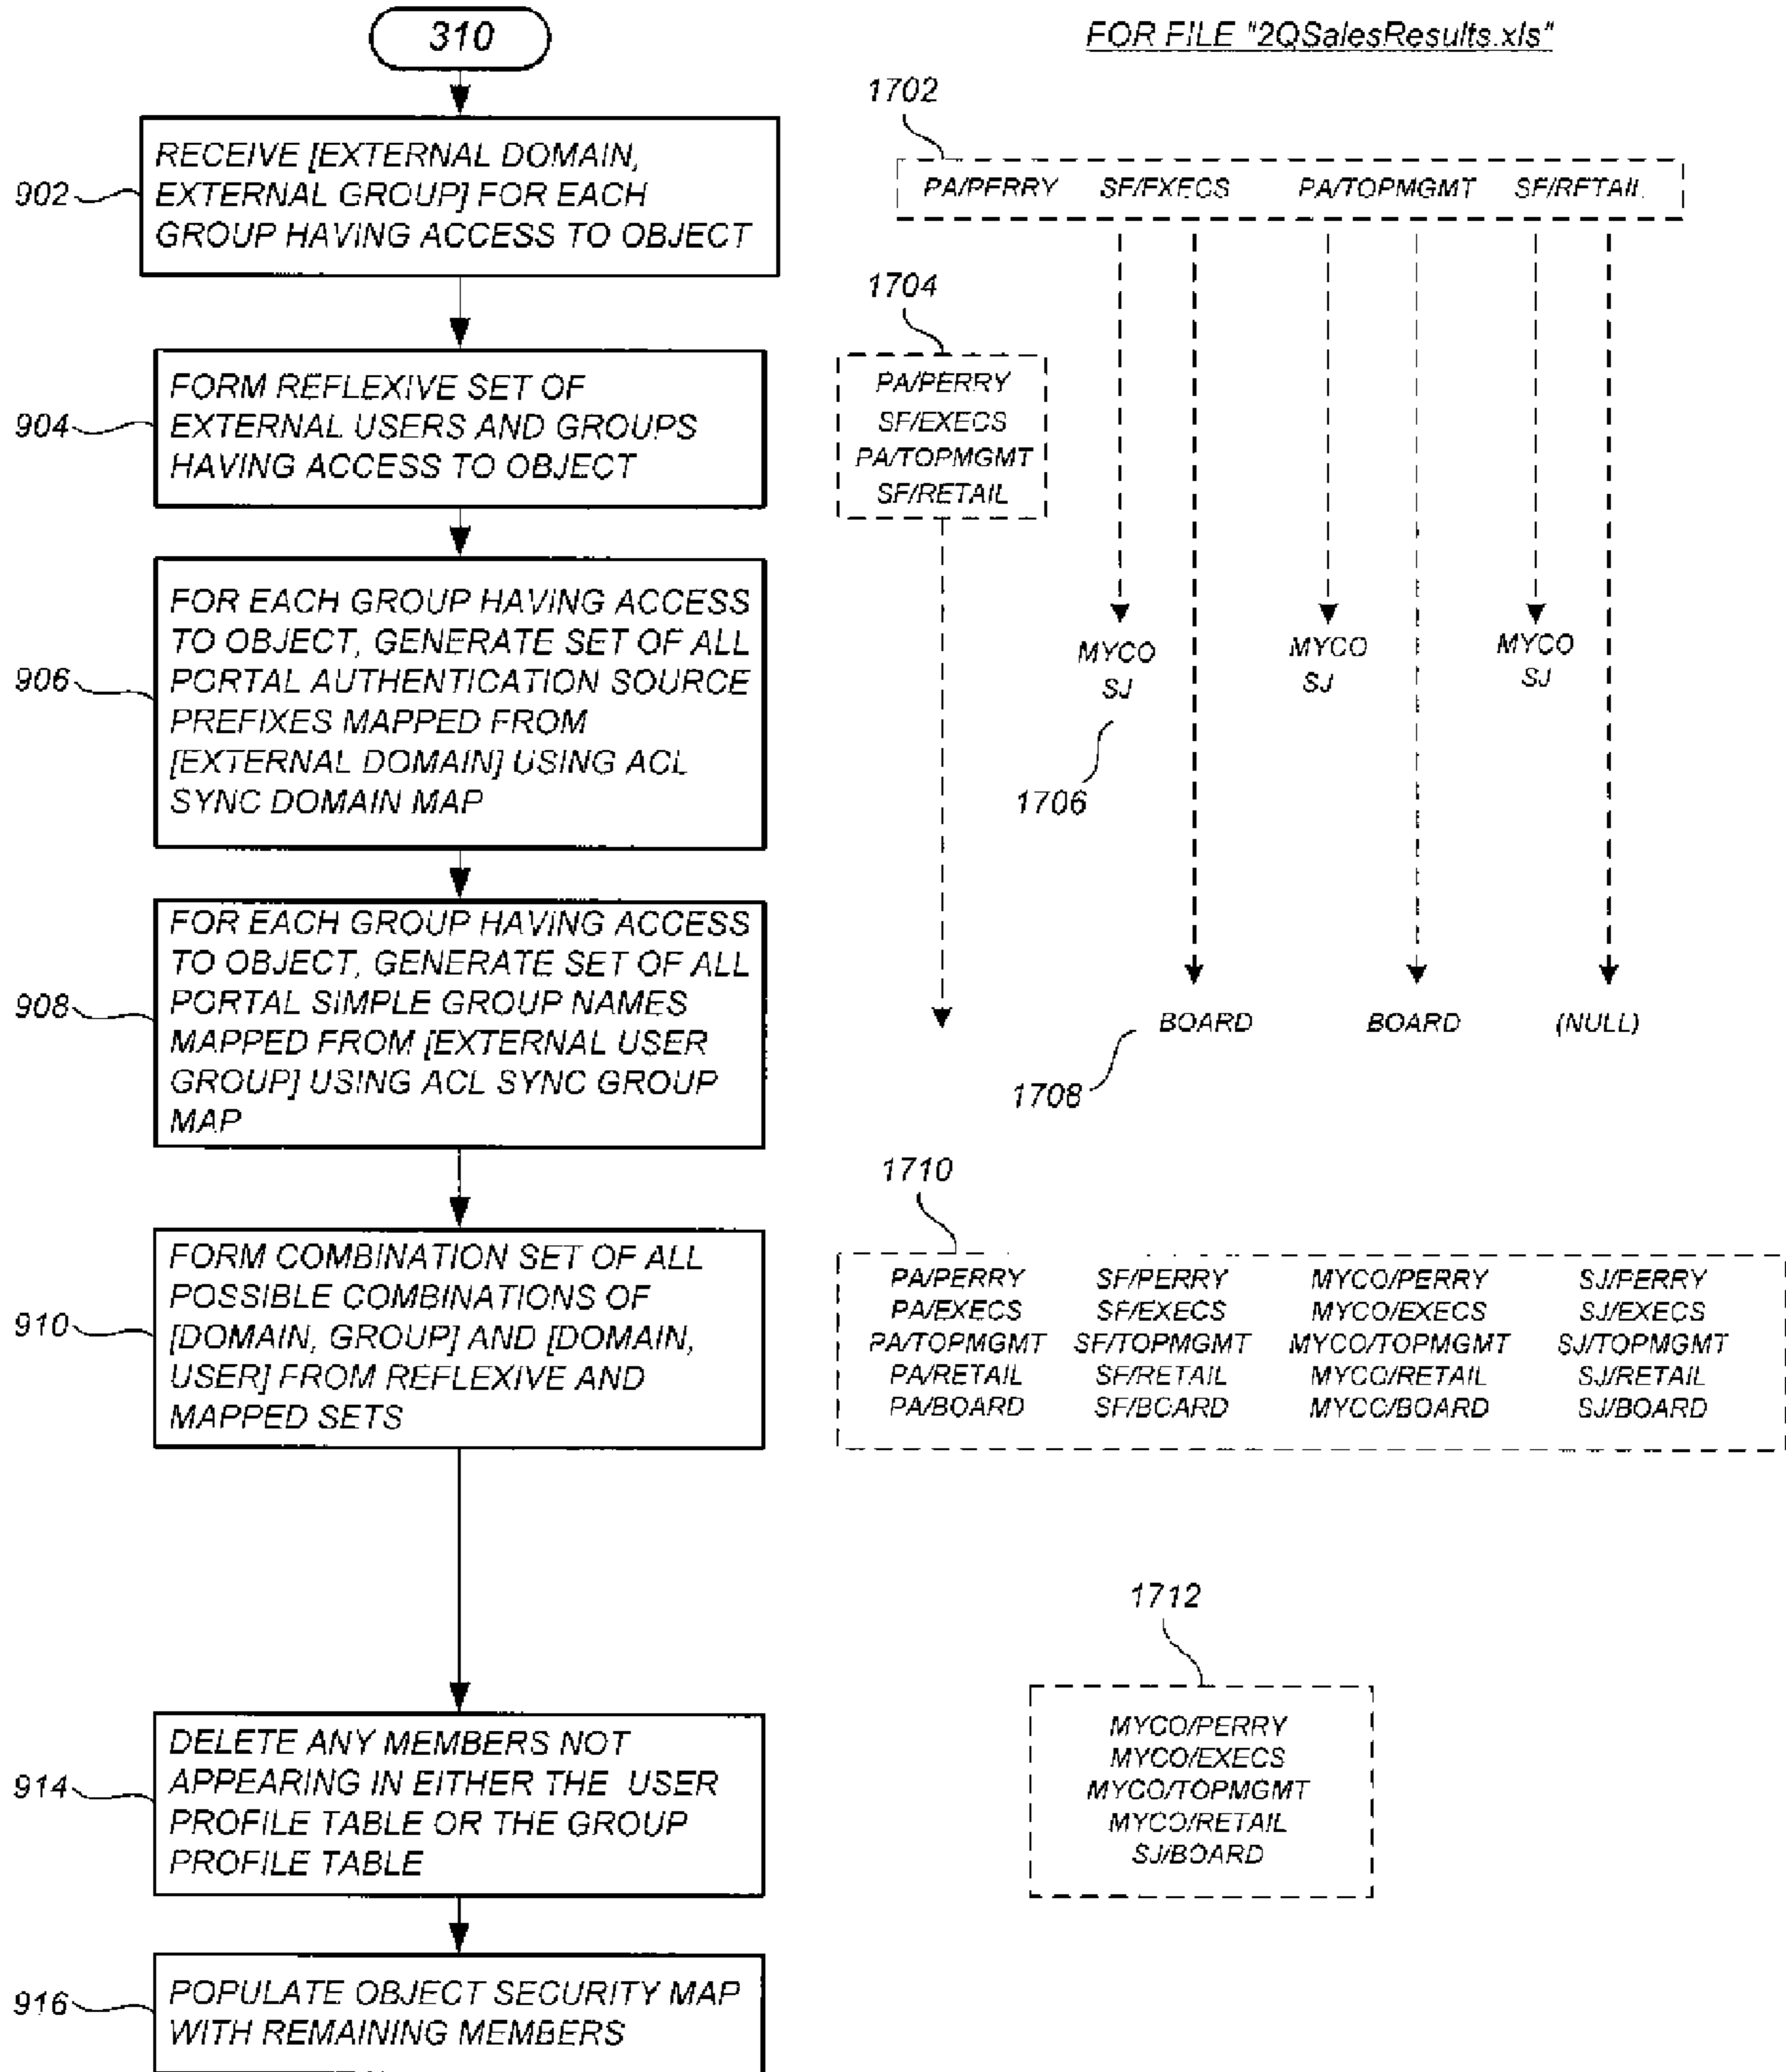 310
FOR FILE "2QSalesResults.xls"
902
RECEIVE [EXTERNAL DOMAIN,
EXTERNAL GROUP] FOR EACH
GROUP HAVING ACCESS TO OBJECT
1702
PA/PERRY SF/EXECS PA/TOPMGMT SF/RETAIL
904
FORM REFLEXIVE SET OF
EXTERNAL USERS AND GROUPS
HAVING ACCESS TO OBJECT
1704
PA/PERRY
SF/EXECS
PA/TOPMGMT
SF/RETAIL
906
FOR EACH GROUP HAVING ACCESS
TO OBJECT, GENERATE SET OF ALL
PORTAL AUTHENTICATION SOURCE
PREFIXES MAPPED FROM
[EXTERNAL DOMAIN] USING ACL
SYNC DOMAIN MAP
MYCO MYCO MYCO
SJ SJ SJ
1706
908
FOR EACH GROUP HAVING ACCESS
TO OBJECT, GENERATE SET OF ALL
PORTAL SIMPLE GROUP NAMES
MAPPED FROM [EXTERNAL USER
GROUP] USING ACL SYNC GROUP
MAP
BOARD BOARD (NULL)
1708
910
FORM COMBINATION SET OF ALL
POSSIBLE COMBINATIONS OF
[DOMAIN, GROUP] AND [DOMAIN,
USER] FROM REFLEXIVE AND
MAPPED SETS
1710
PA/PERRY SF/PERRY MYCO/PERRY SJ/PERRY
PA/EXECS SF/EXECS MYCO/EXECS SJ/EXECS
PA/TOPMGMT SF/TOPMGMT MYCO/TOPMGMT SJ/TOPMGMT
PA/RETAIL SF/RETAIL MYCO/RETAIL SJ/RETAIL
PA/BOARD SF/BOARD MYCO/BOARD SJ/BOARD
914
DELETE ANY MEMBERS NOT
APPEARING IN EITHER THE USER
PROFILE TABLE OR THE GROUP
PROFILE TABLE
1712
MYCO/PERRY
MYCO/EXECS
MYCO/TOPMGMT
MYCO/RETAIL
SJ/BOARD
916
POPULATE OBJECT SECURITY MAP
WITH REMAINING MEMBERS